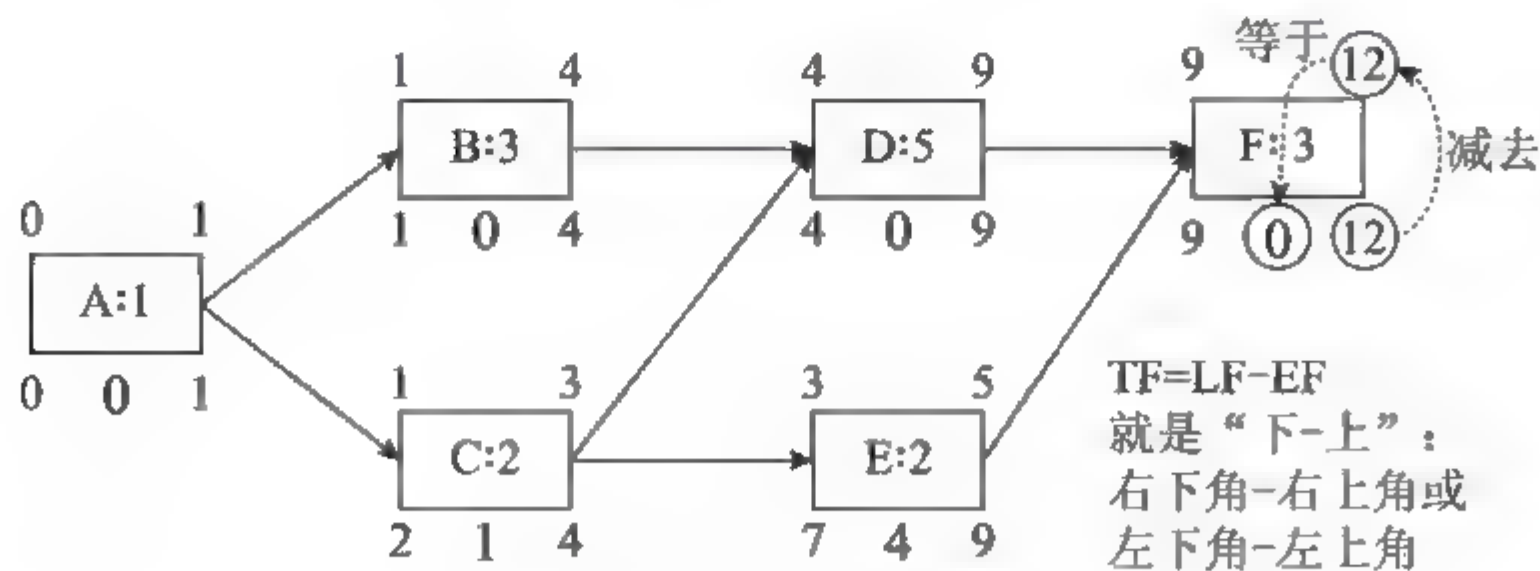 等于
1 4 4 9 9 12
B:3 D:5 F:3 减去
0 1 1 0 4 4 0 9 9 0 12
A:1
0 0 1 1 3 3 5 TF=LF-EF
就是“下-上”:
C:2 E:2 右下角-右上角或
2 1 4 7 4 9 左下角-左上角